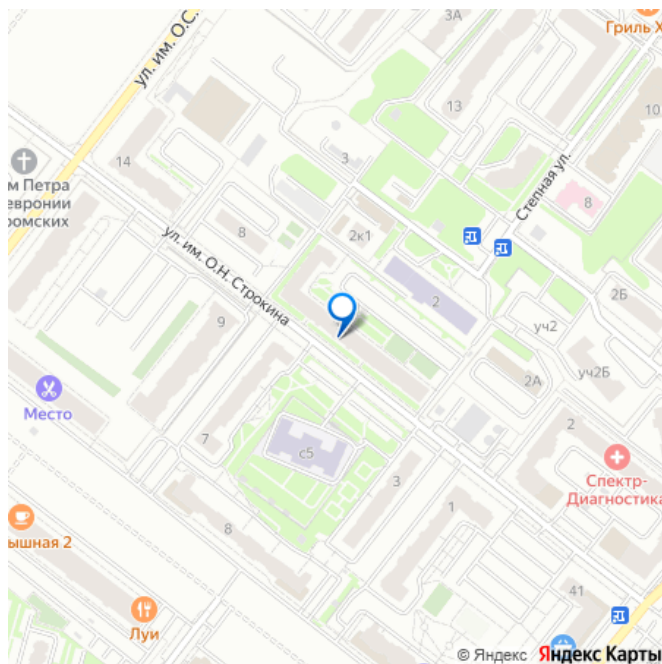 3А
Гриль Х
ул. им. О.С.
13
10
14
3
Степная ул.
м Петра
евронии
ромских
8
8
2к1
ул. им. О.Н. Строкина
2
2Б
9
уч2
2А
уч2Б
Место
7
с5
2
3
Спектр-
Диагностика
1
8
ышная 2
41
Луи
© Яндекс Яндекс Карты